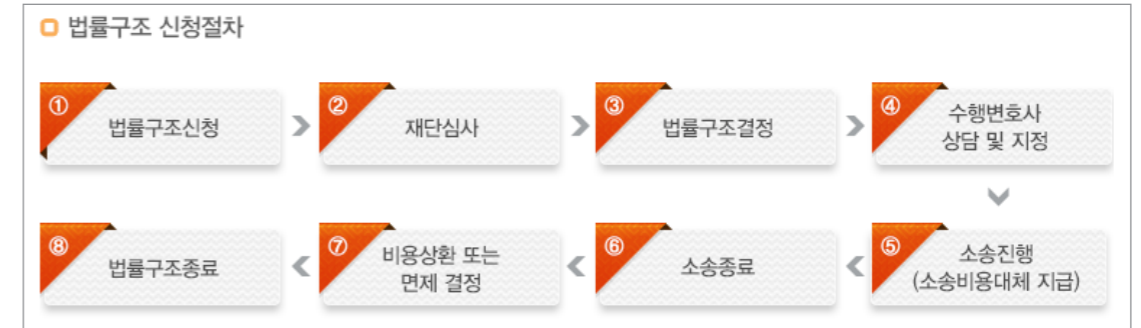 법률구조 신청절차
①
법률구조신청
②
재단심사
③
법률구조결정
④
수행변호사
상담 및 지정
⑤
소송진행
(소송비용대체 지급)
⑥
소송종료
⑦
비용상환 또는
면제 결정
⑧
법률구조종료